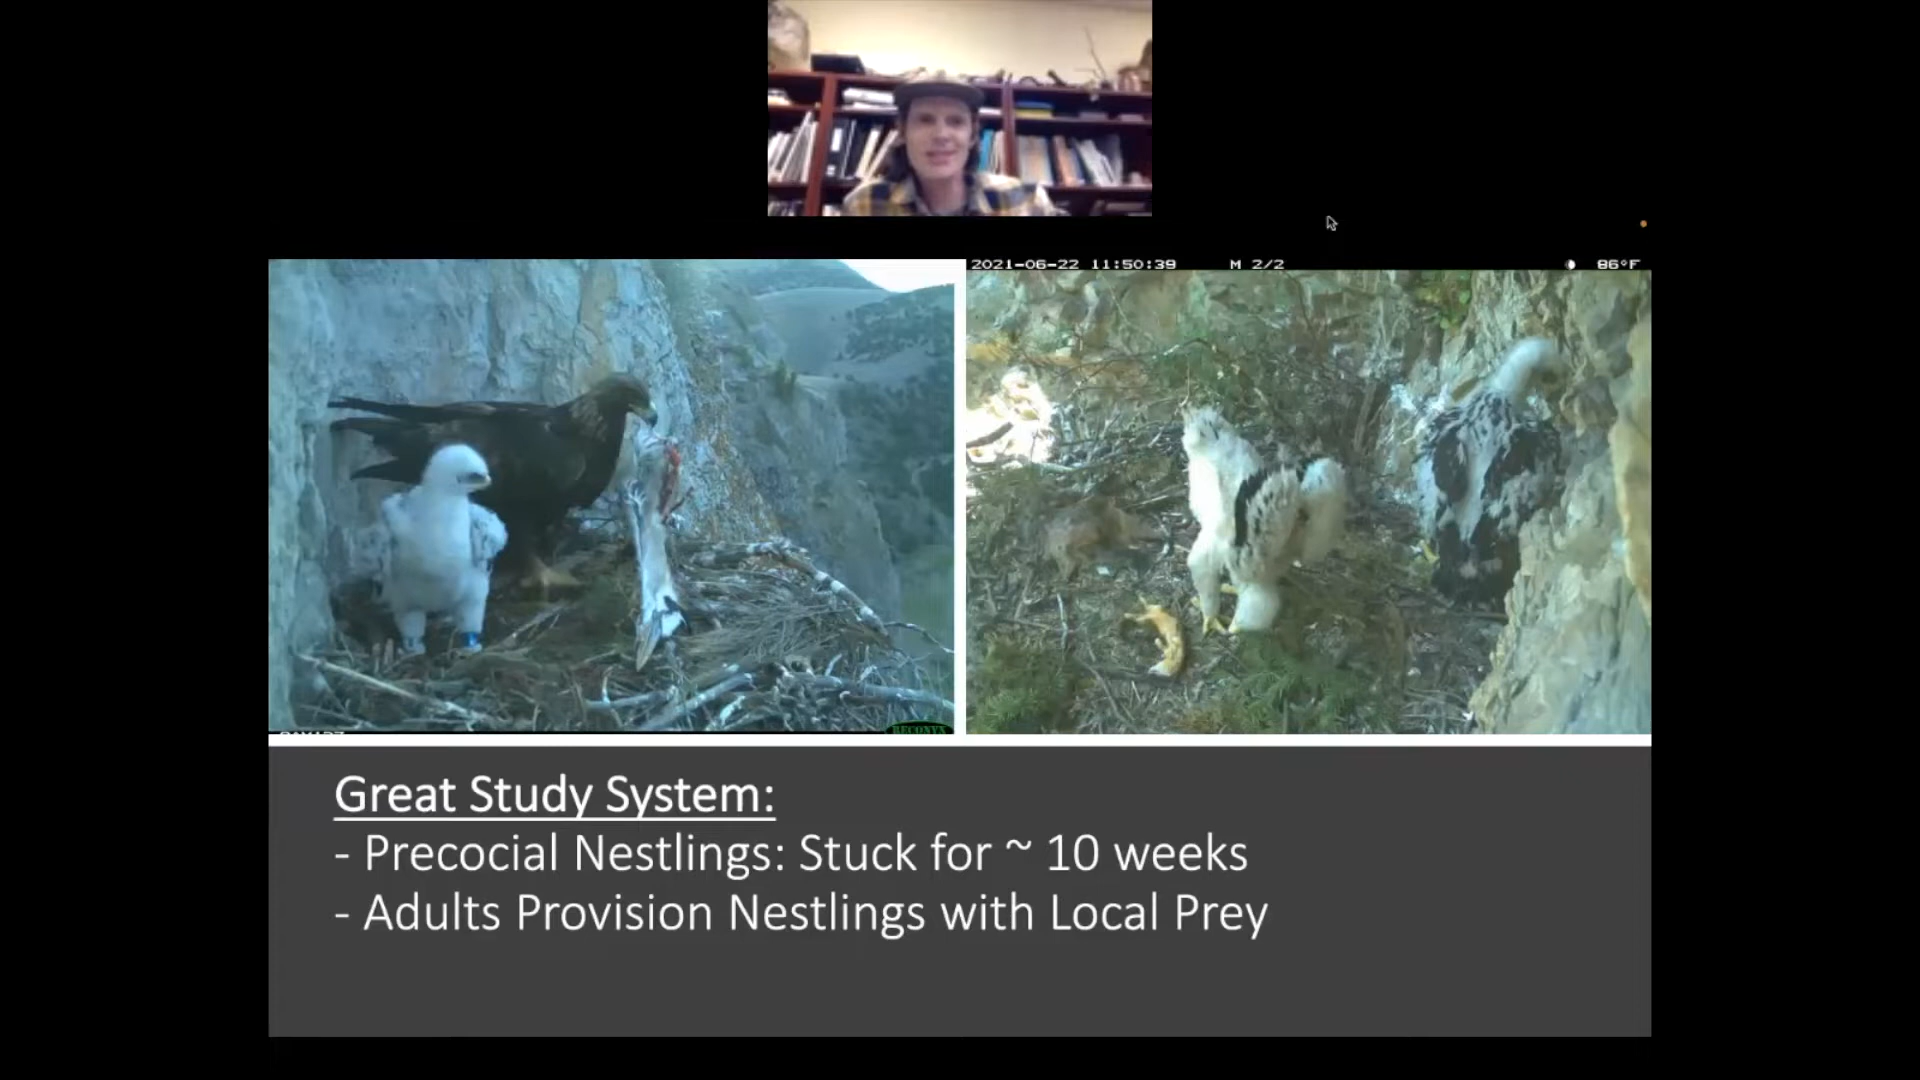 2021-06-22 11:50:39 M 2/2 86°F
RECONYX
Great Study System:
- Precocial Nestlings: Stuck for ~ 10 weeks
- Adults Provision Nestlings with Local Prey